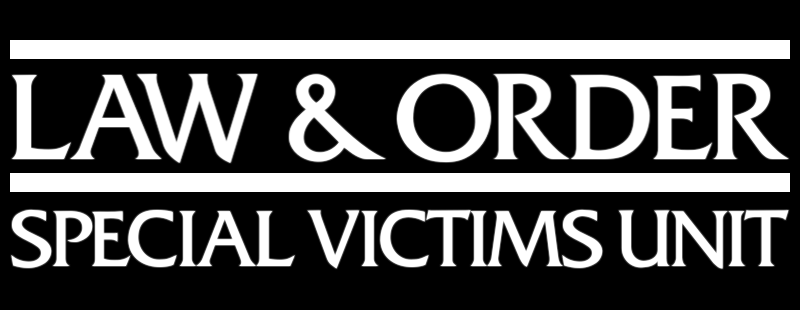 LAW & ORDER
SPECIAL VICTIMS UNIT